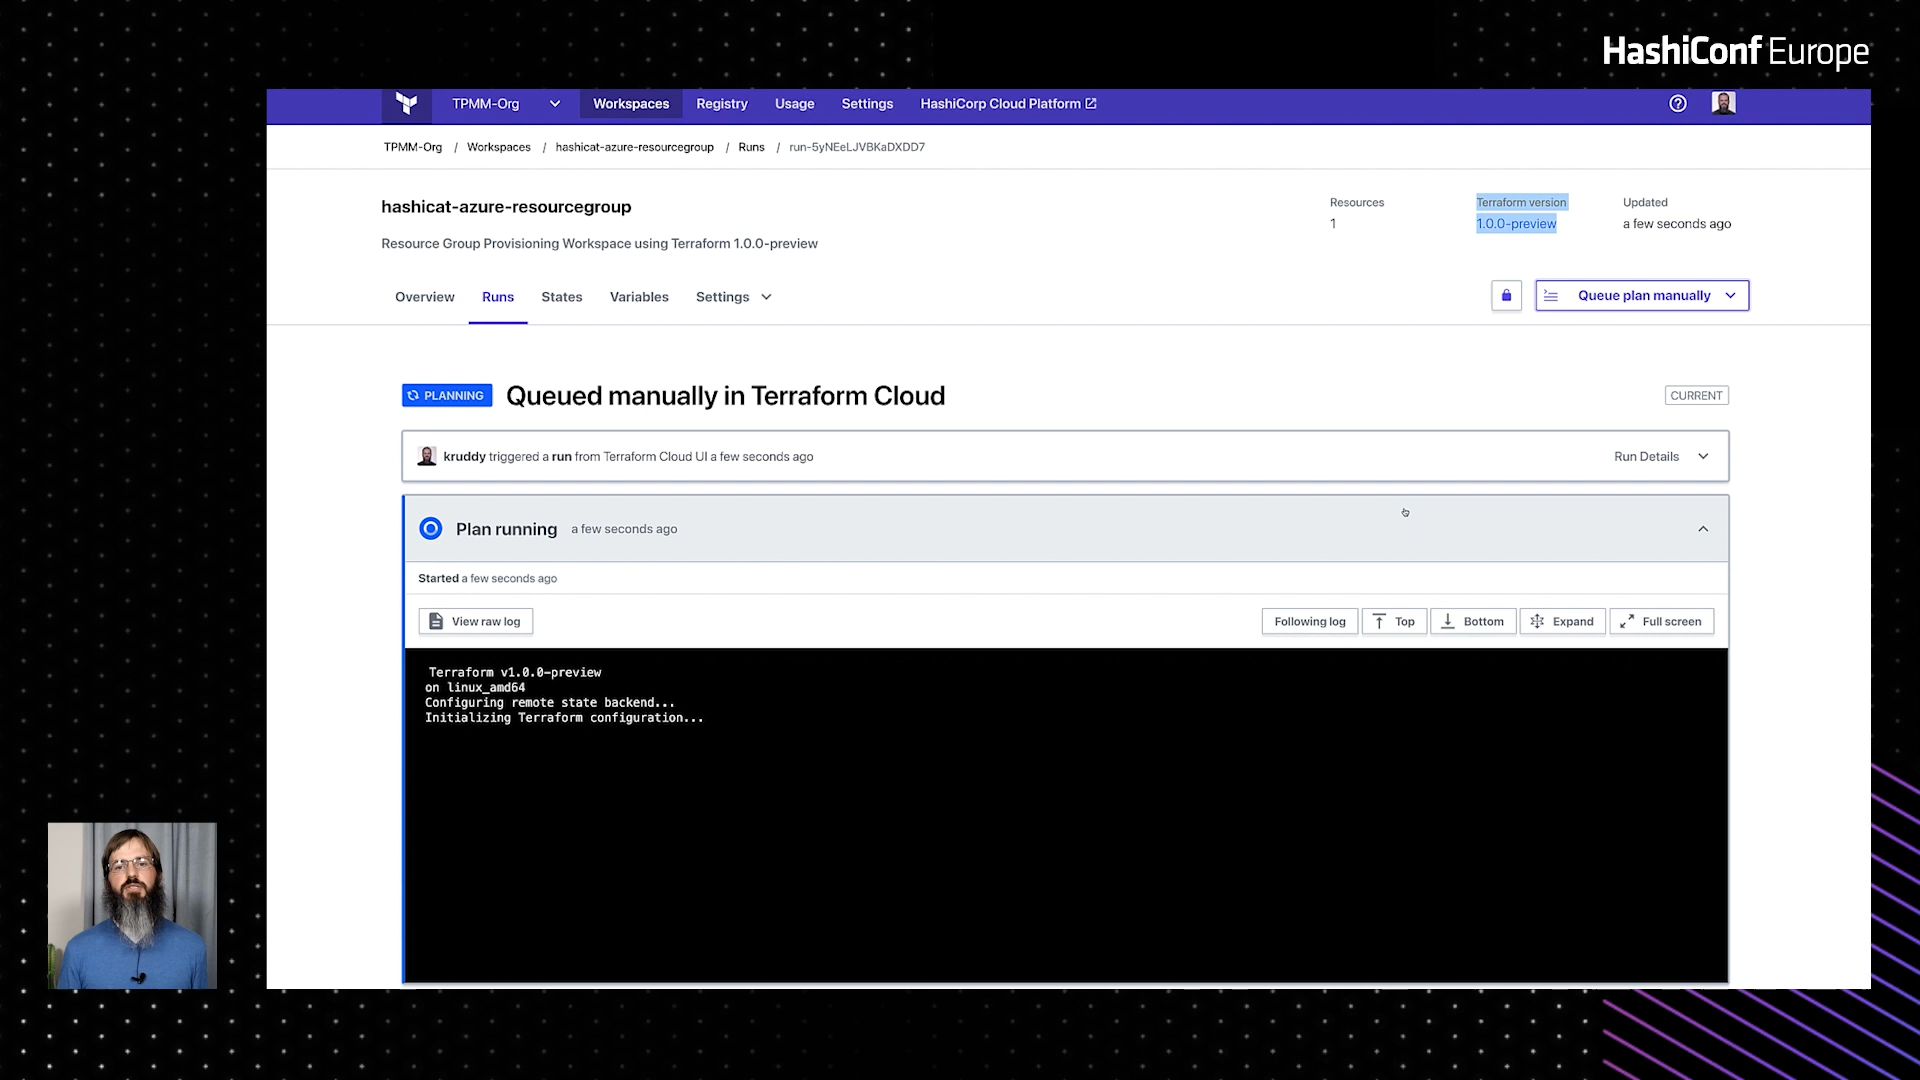 HashiConf Europe
TPMM-Org
Workspaces
Registry
Usage
Settings
HashiCorp Cloud Platform
TPMM-Org / Workspaces / hashicat-azure-resourcegroup / Runs / run-5yNEeLJVBKaDXDD7
hashicat-azure-resourcegroup
Resource Group Provisioning Workspace using Terraform 1.0.0-preview
Resources
1
Terraform version
1.0.0-preview
Updated
a few seconds ago
Overview
Runs
States
Variables
Settings
Queue plan manually
PLANNING
Queued manually in Terraform Cloud
CURRENT
kruddy triggered a run from Terraform Cloud UI a few seconds ago
Run Details
Plan running a few seconds ago
Started a few seconds ago
View raw log
Following log
Top
Bottom
Expand
Full screen
Terraform v1.0.0-preview
on linux_amd64
Configuring remote state backend...
Initializing Terraform configuration...